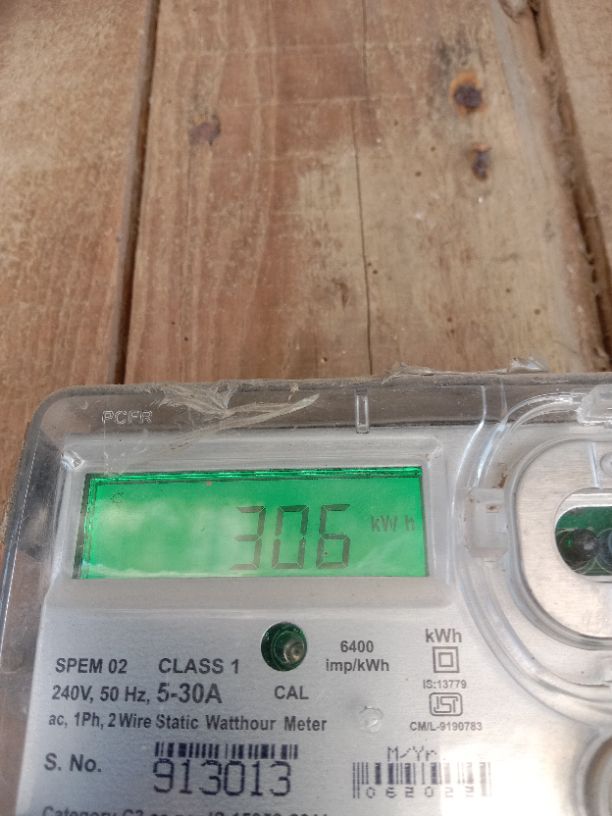 PCFR
306 kWh
SPEM 02 CLASS 1
6400 imp/kWh
kWh
240V, 50 Hz, 5-30A
CAL
IS:13779
ISI
ac, 1Ph, 2 Wire Static Watthour Meter
CM/L-9190783
S. No. 913013
M/Yr.